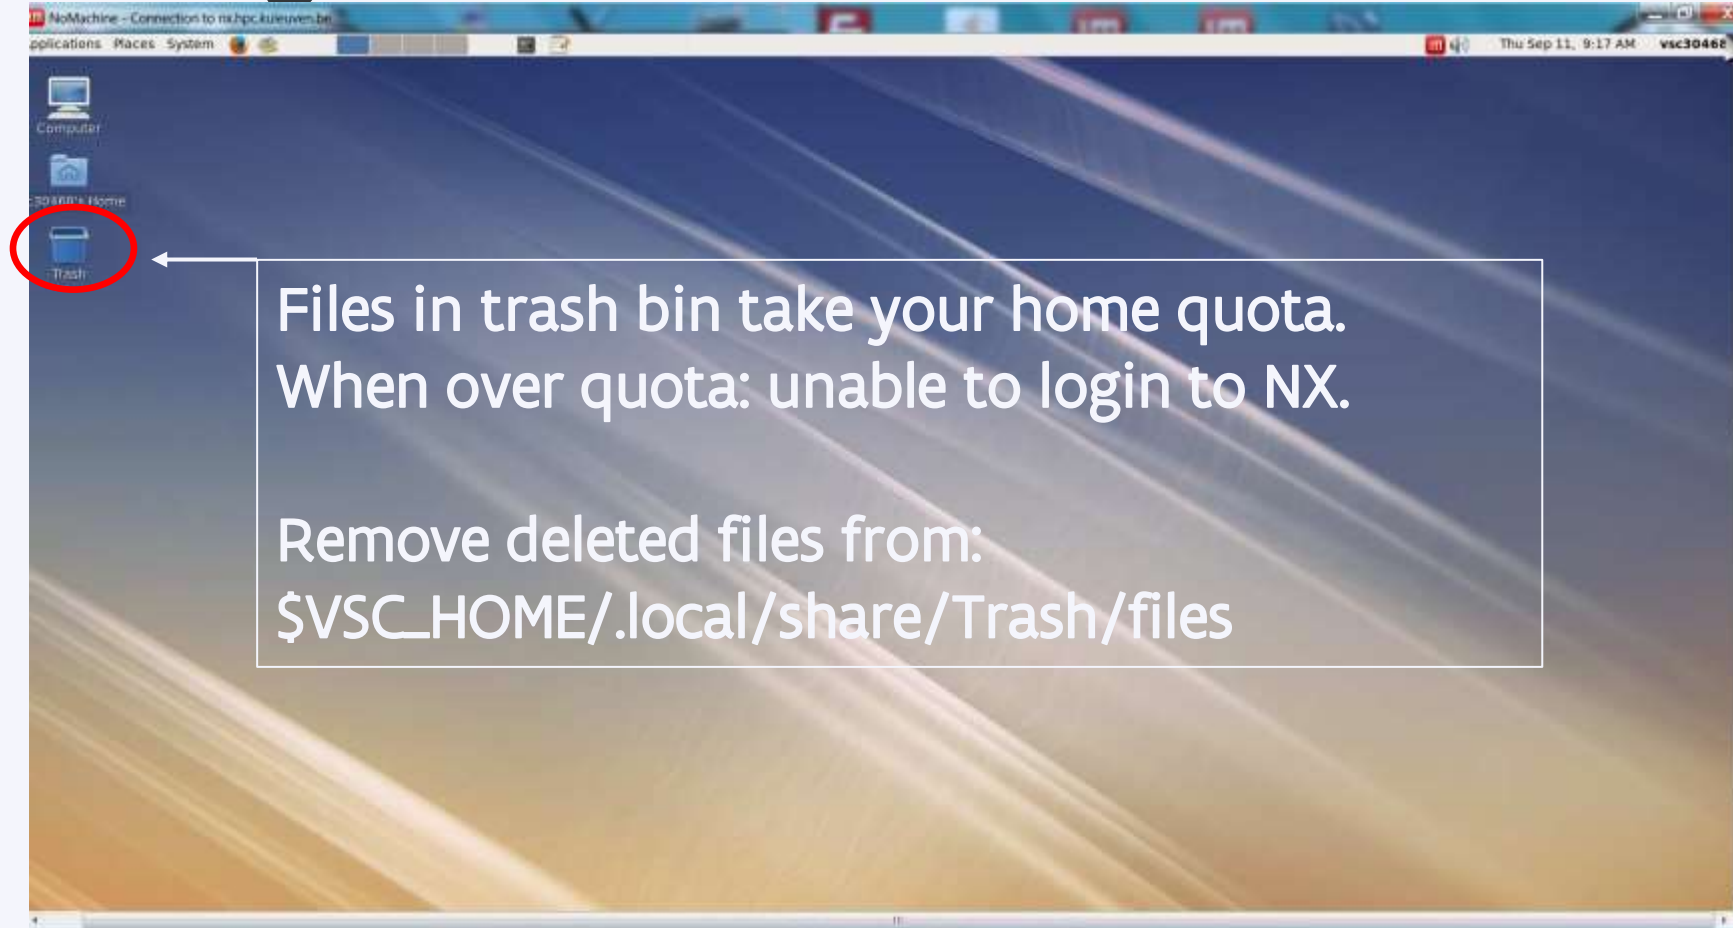 NoMachine - Connection to nx.hpc.kuleuven.be
pplications Places System
Thu Sep 11, 9:17 AM vsc30468
Computer
c30468's Home
Trash
Files in trash bin take your home quota.
When over quota: unable to login to NX.
Remove deleted files from:
$VSC_HOME/.local/share/Trash/files